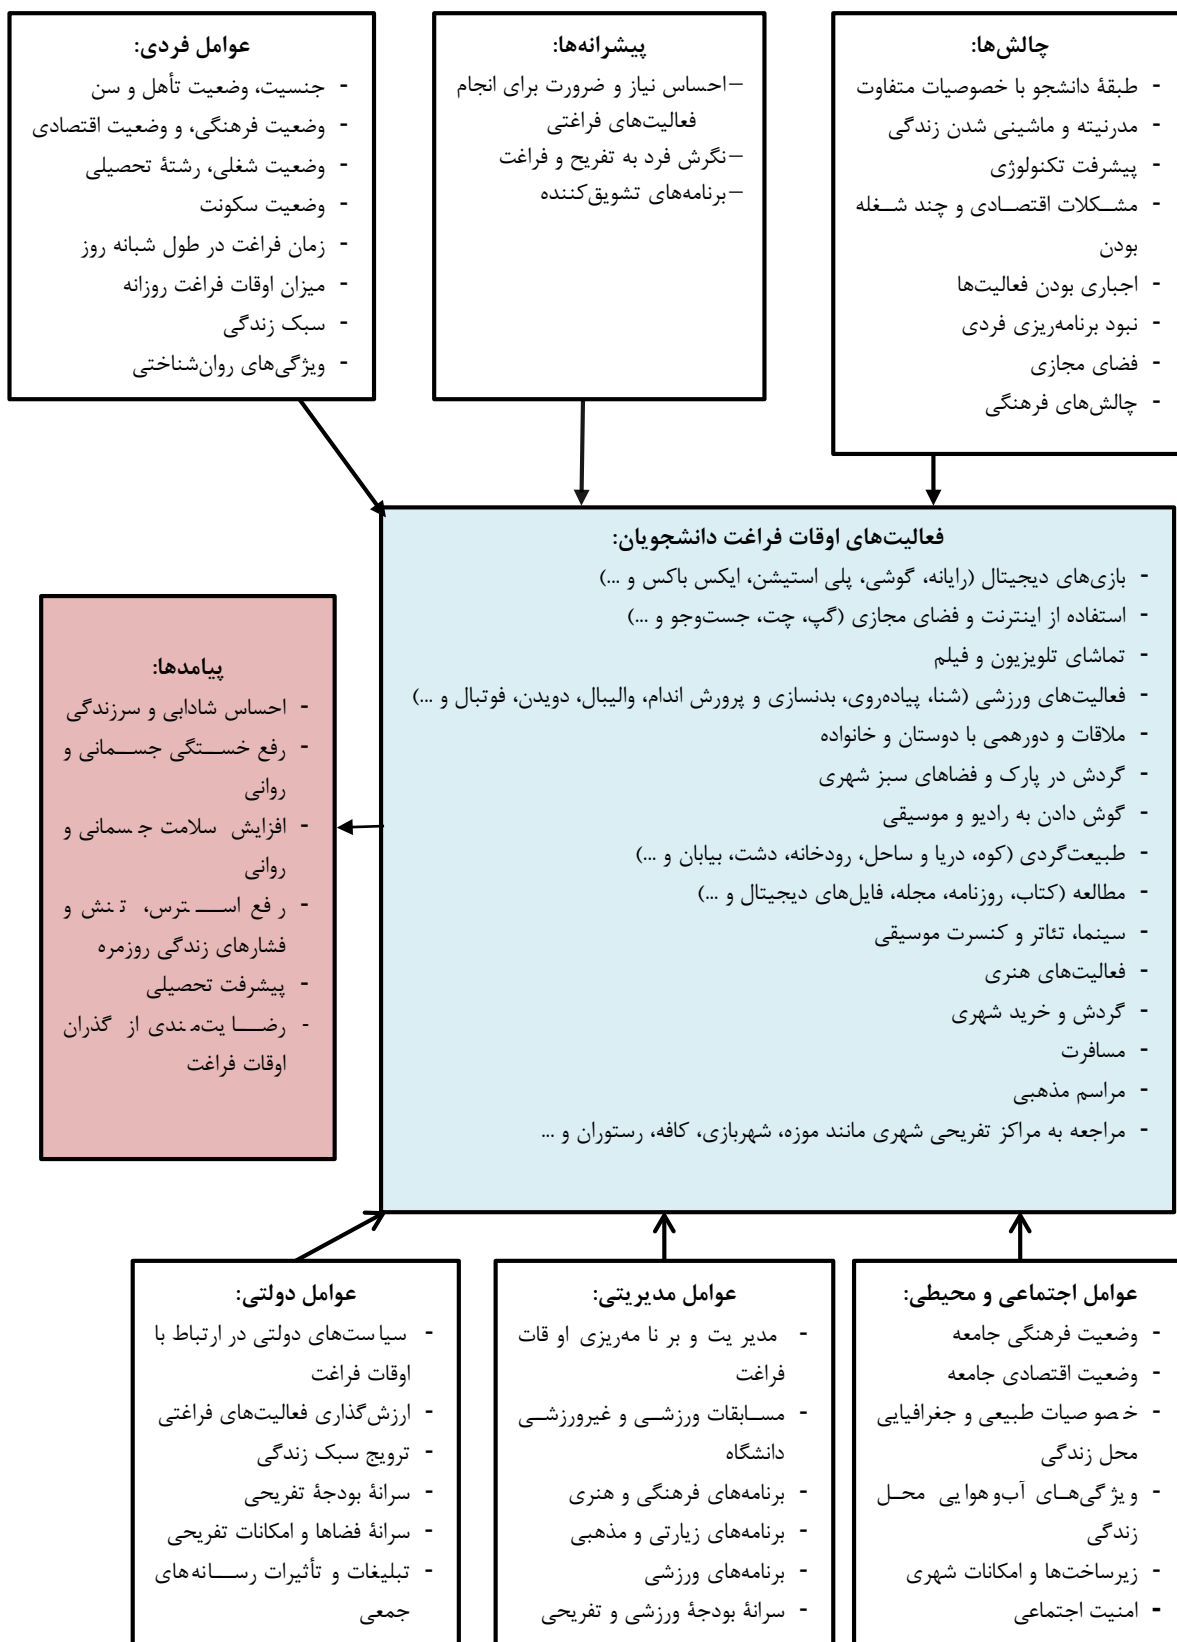 چالش‌ها:
- طبقۀ دانشجو با خصوصیات متفاوت
- مدرنیته و ماشینی شدن زندگی
- پیشرفت تکنولوژی
- مشکلات اقتصادی و چند شغله
بودن
- اجباری بودن فعالیت‌ها
- نبود برنامه‌ریزی فردی
- فضای مجازی
- چالش‌های فرهنگی
پیشرانه‌ها:
–احساس نیاز و ضرورت برای انجام
فعالیت‌های فراغتی
–نگرش فرد به تفریح و فراغت
–برنامه‌های تشویق‌کننده
عوامل فردی:
- جنسیت، وضعیت تأهل و سن
- وضعیت فرهنگی، و وضعیت اقتصادی
- وضعیت شغلی، رشتۀ تحصیلی
- وضعیت سکونت
- زمان فراغت در طول شبانه روز
- میزان اوقات فراغت روزانه
- سبک زندگی
- ویژگی‌های روان‌شناختی
فعالیت‌های اوقات فراغت دانشجویان:
- بازی‌های دیجیتال (رایانه، گوشی، پلی استیشن، ایکس باکس و ...)
- استفاده از اینترنت و فضای مجازی (گپ، چت، جست‌وجو و ...)
- تماشای تلویزیون و فیلم
- فعالیت‌های ورزشی (شنا، پیاده‌روی، بدنسازی و پرورش اندام، والیبال، دویدن، فوتبال و ...)
- ملاقات و دورهمی با دوستان و خانواده
- گردش در پارک و فضاهای سبز شهری
- گوش دادن به رادیو و موسیقی
- طبیعت‌گردی (کوه، دریا و ساحل، رودخانه، دشت، بیابان و ...)
- مطالعه (کتاب، روزنامه، مجله، فایل‌های دیجیتال و ...)
- سینما، تئاتر و کنسرت موسیقی
- فعالیت‌های هنری
- گردش و خرید شهری
- مسافرت
- مراسم مذهبی
- مراجعه به مراکز تفریحی شهری مانند موزه، شهربازی، کافه، رستوران و ...
پیامدها:
- احساس شادابی و سرزندگی
- رفع خستگی جسمانی و
روانی
- افزایش سلامت جسمانی و
روانی
- رفع استرس، تنش و
فشارهای زندگی روزمره
- پیشرفت تحصیلی
- رضایت‌مندی از گذران
اوقات فراغت
عوامل اجتماعی و محیطی:
- وضعیت فرهنگی جامعه
- وضعیت اقتصادی جامعه
- خصوصیات طبیعی و جغرافیایی
محل زندگی
- ویژگی‌های آب‌وهوایی محل
زندگی
- زیرساخت‌ها و امکانات شهری
- امنیت اجتماعی
عوامل مدیریتی:
- مدیریت و برنامه‌ریزی اوقات
فراغت
- مسابقات ورزشی و غیرورزشی
دانشگاه
- برنامه‌های فرهنگی و هنری
- برنامه‌های زیارتی و مذهبی
- برنامه‌های ورزشی
- سرانۀ بودجۀ ورزشی و تفریحی
عوامل دولتی:
- سیاست‌های دولتی در ارتباط با
اوقات فراغت
- ارزش‌گذاری فعالیت‌های فراغتی
- ترویج سبک زندگی
- سرانۀ بودجۀ تفریحی
- سرانۀ فضاها و امکانات تفریحی
- تبلیغات و تأثیرات رسانه‌های
جمعی